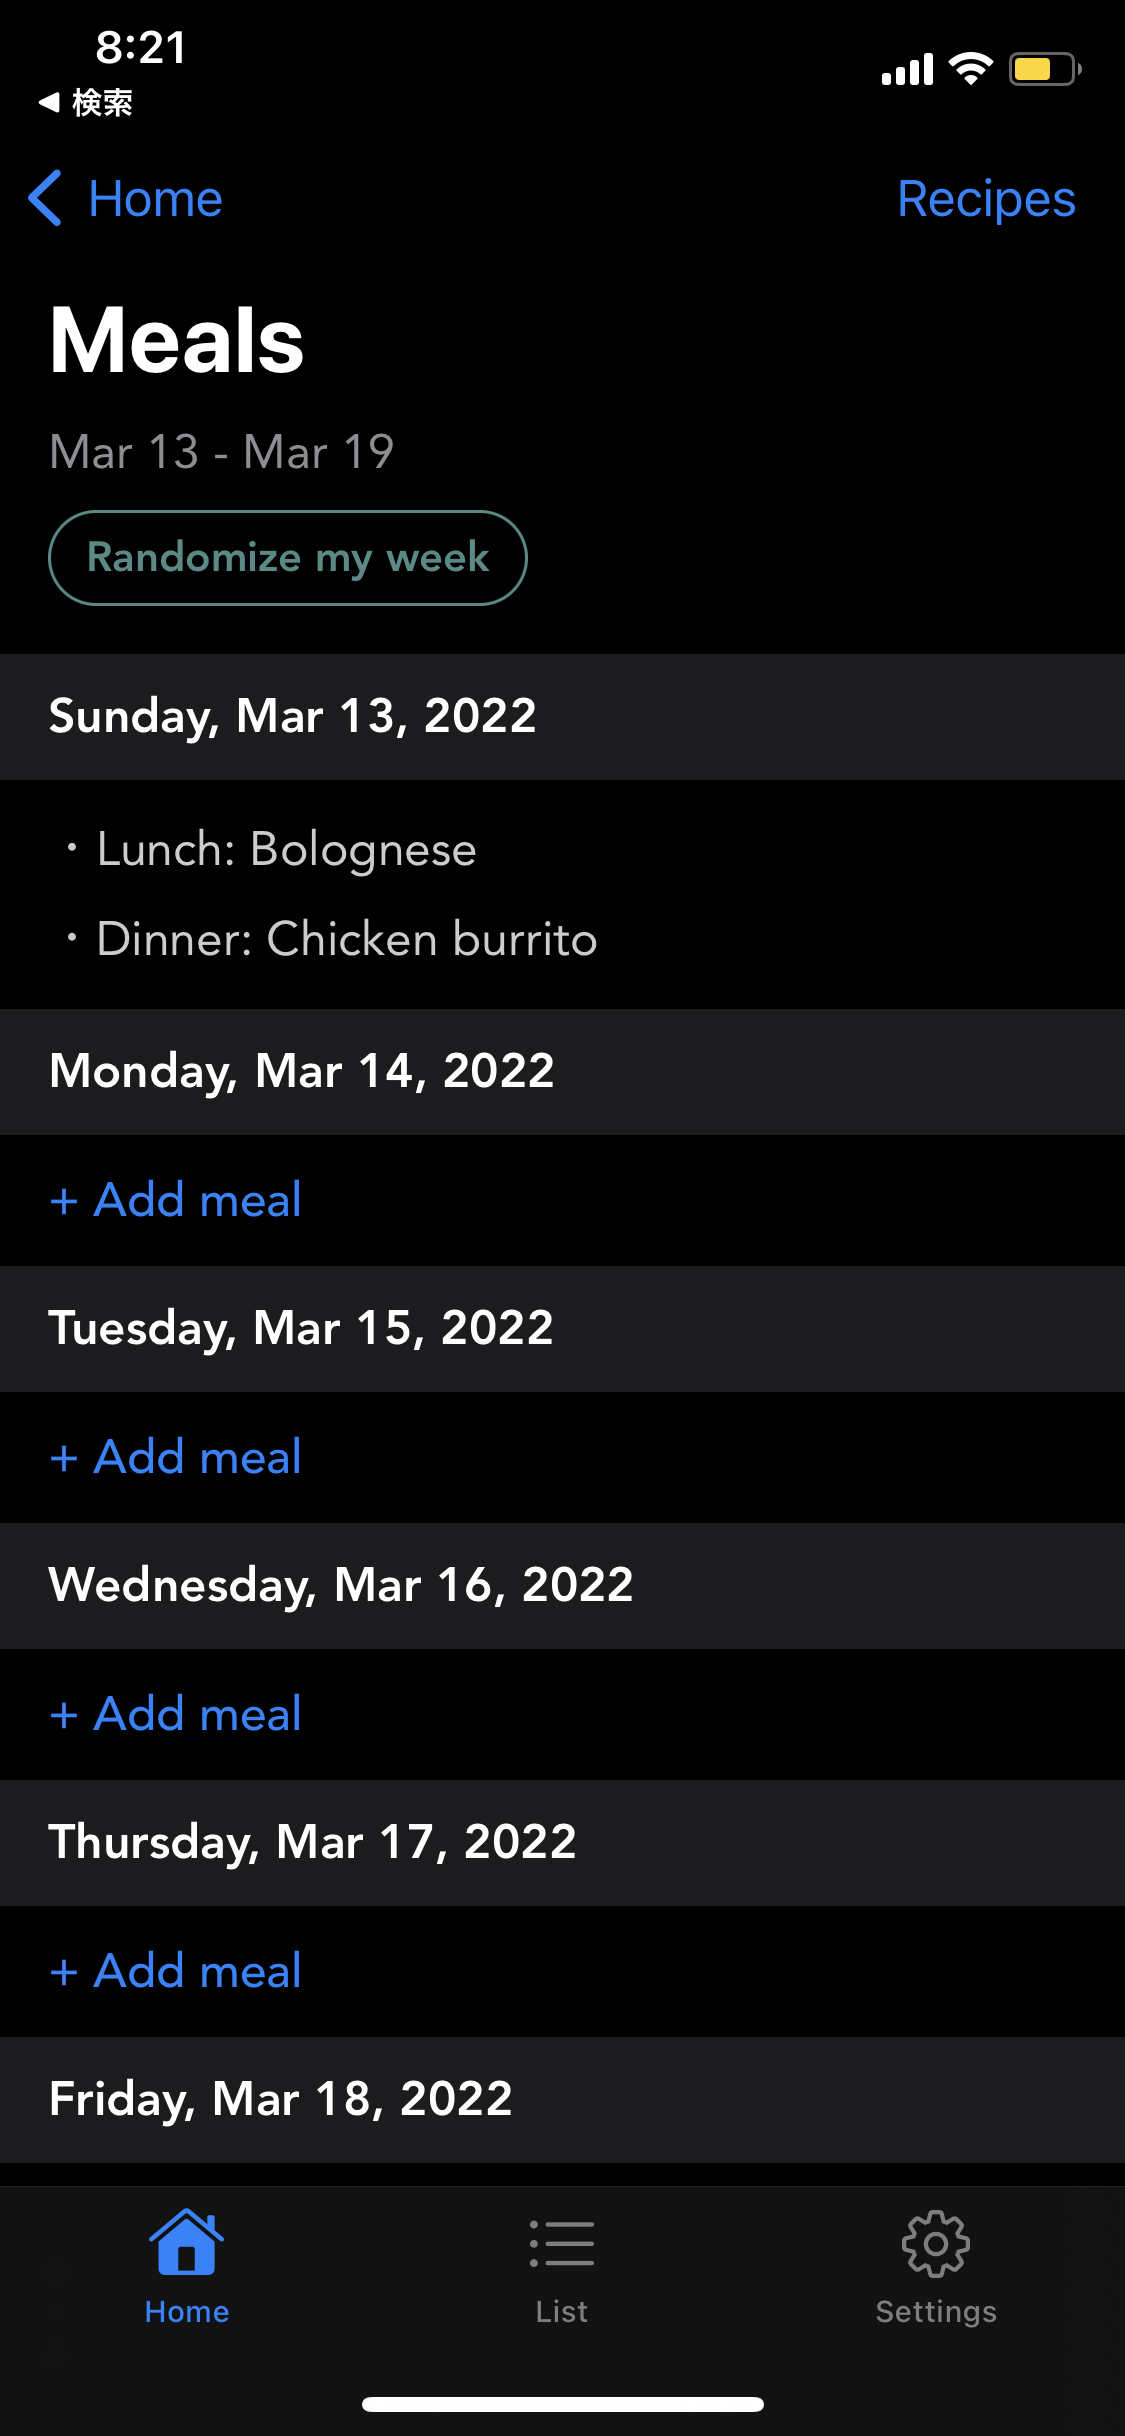 8:21
◀ 検索
Home
Recipes
Meals
Mar 13 - Mar 19
Randomize my week
Sunday, Mar 13, 2022
・Lunch: Bolognese
・Dinner: Chicken burrito
Monday, Mar 14, 2022
+ Add meal
Tuesday, Mar 15, 2022
+ Add meal
Wednesday, Mar 16, 2022
+ Add meal
Thursday, Mar 17, 2022
+ Add meal
Friday, Mar 18, 2022
Home
List
Settings